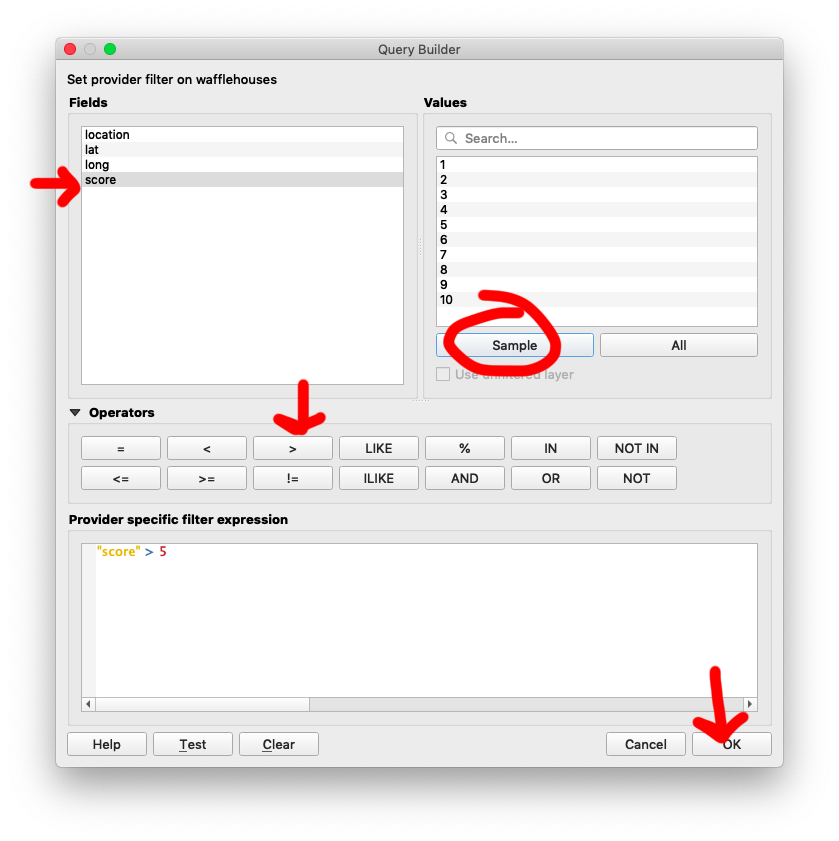 Query Builder
Set provider filter on wafflehouses
Fields
location
lat
long
score
Values
Search...
1
2
3
4
5
6
7
8
9
10
Sample
All
Use unfiltered layer
Operators
= < > LIKE % IN NOT IN
<= >= != ILIKE AND OR NOT
Provider specific filter expression
"score" > 5
Help Test Clear Cancel OK